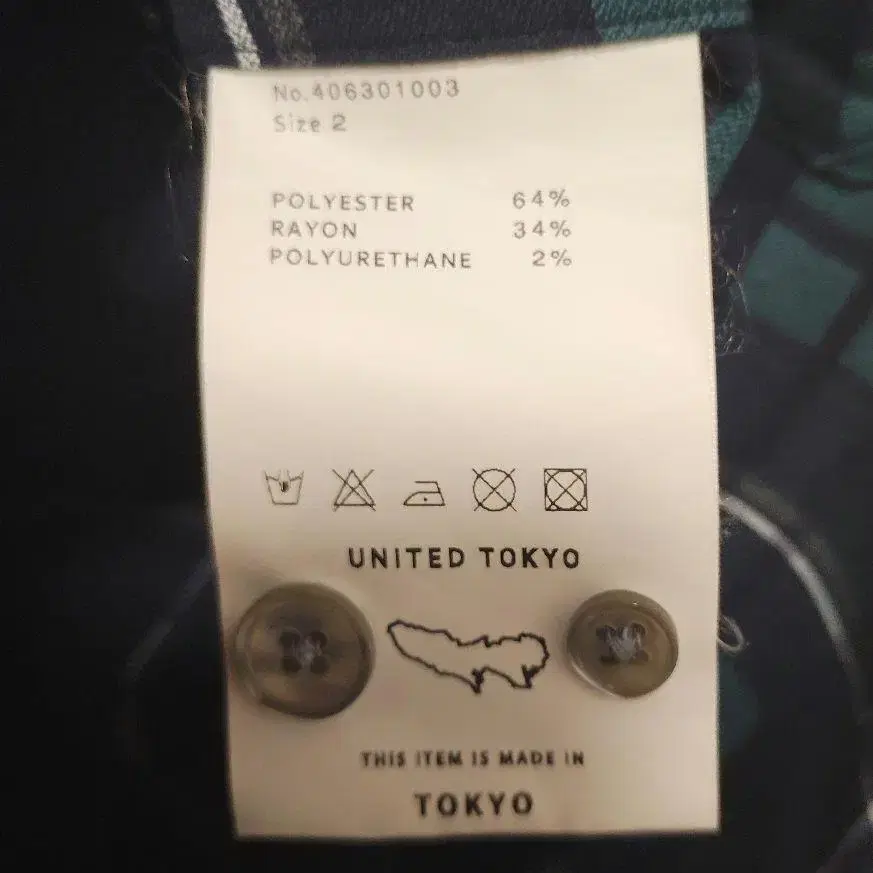 No.406301003
Size 2
POLYESTER 64%
RAYON 34%
POLYURETHANE 2%
UNITED TOKYO
THIS ITEM IS MADE IN
TOKYO